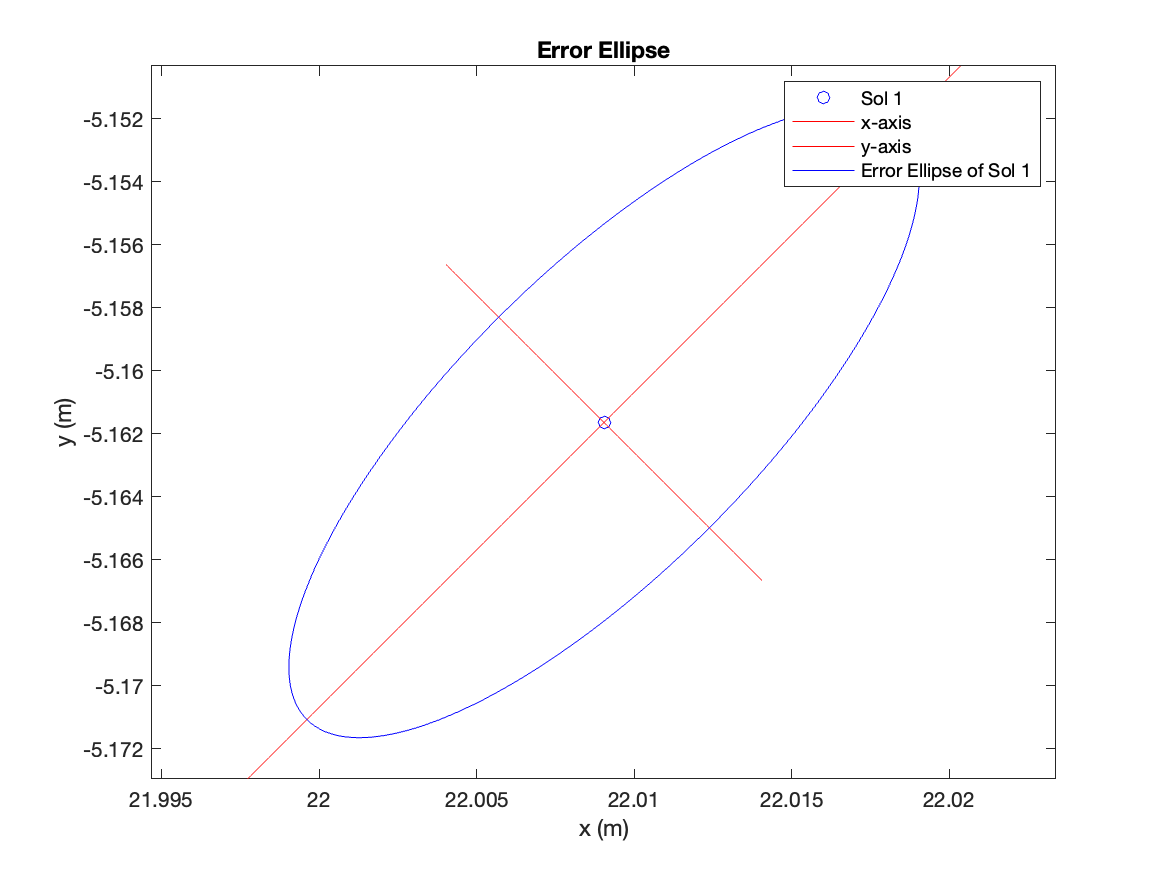 Error Ellipse
Sol 1
x-axis
y-axis
Error Ellipse of Sol 1
-5.152
-5.154
-5.156
-5.158
-5.16
-5.162
-5.164
-5.166
-5.168
-5.17
-5.172
y (m)
21.995 22 22.005 22.01 22.015 22.02
x (m)